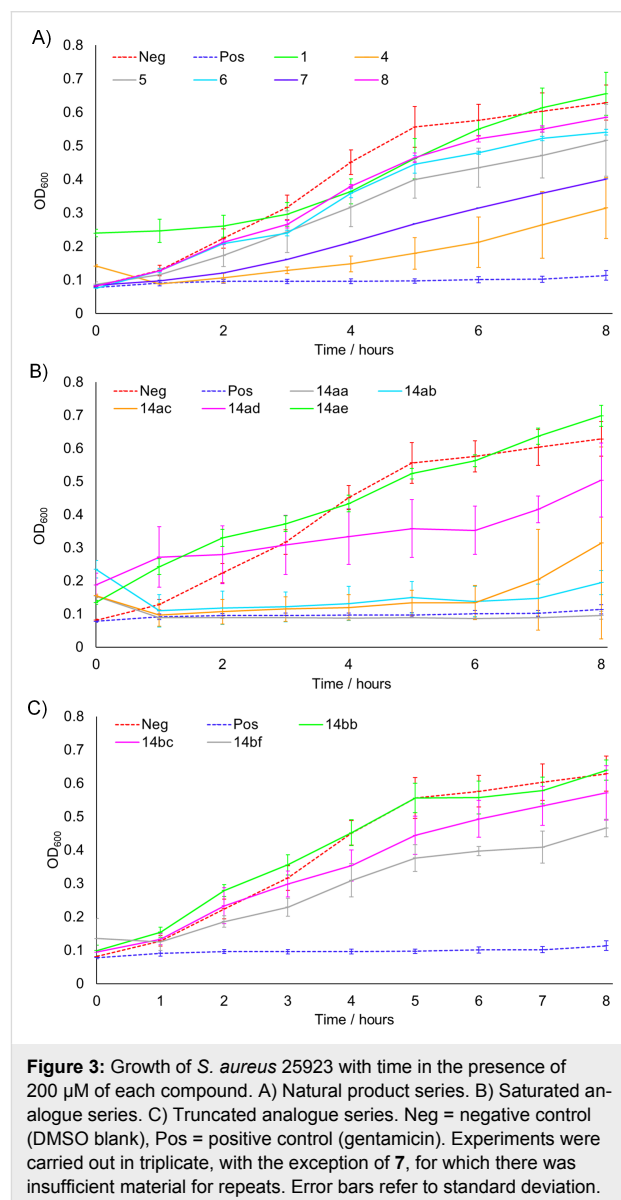 A)
Neg Pos 1 4
5 6 7 8
0.8
0.7
0.6
0.5
0.4
0.3
0.2
0.1
0
OD600
0 2 4 6 8
Time / hours
B)
Neg Pos 14aa 14ab
14ac 14ad 14ae
0.8
0.7
0.6
0.5
0.4
0.3
0.2
0.1
0
OD600
0 2 4 6 8
Time / hours
C)
Neg Pos 14bb
14bc 14bf
0.8
0.7
0.6
0.5
0.4
0.3
0.2
0.1
0
OD600
0 1 2 3 4 5 6 7 8
Time / hours
Figure 3: Growth of S. aureus 25923 with time in the presence of
200 µM of each compound. A) Natural product series. B) Saturated an-
alogue series. C) Truncated analogue series. Neg = negative control
(DMSO blank), Pos = positive control (gentamicin). Experiments were
carried out in triplicate, with the exception of 7, for which there was
insufficient material for repeats. Error bars refer to standard deviation.